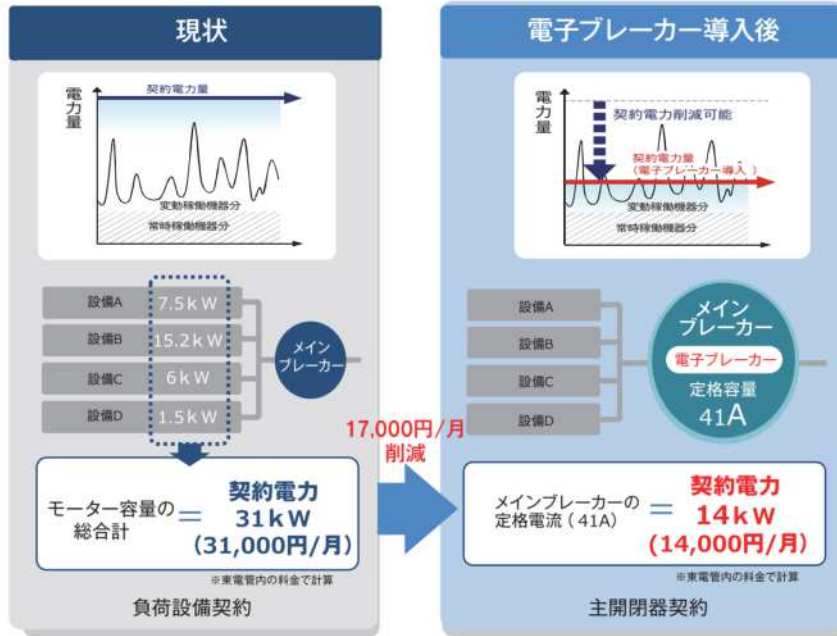 現状
電力量
契約電力量
変動稼働機器分
常時稼働機器分
設備A 7.5kW
設備B 15.2kW
設備C 6kW
設備D 1.5kW
メイン
ブレーカー
モーター容量の
総合計
=
契約電力
31kW
(31,000円/月)
※東電管内の料金で計算
負荷設備契約
17,000円/月
削減
電子ブレーカー導入後
電力量
契約電力削減可能
契約電力量
(電子ブレーカー導入)
変動稼働機器分
常時稼働機器分
設備A
設備B
設備C
設備D
メイン
ブレーカー
電子ブレーカー
定格容量
41A
メインブレーカーの
定格電流(41A)
=
契約電力
14kW
(14,000円/月)
※東電管内の料金で計算
主開閉器契約